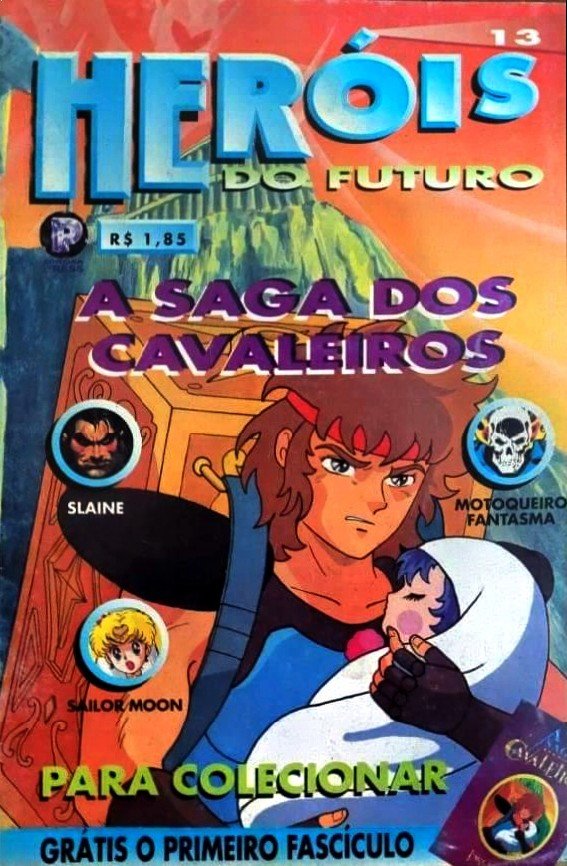 13
HERÓIS
DO FUTURO
R
PRESS
R$ 1,85
A SAGA DOS
CAVALEIROS
SLAINE
MOTOQUEIRO
FANTASMA
SAILOR MOON
PARA COLECIONAR
A
GRÁTIS O PRIMEIRO FASCÍCULO